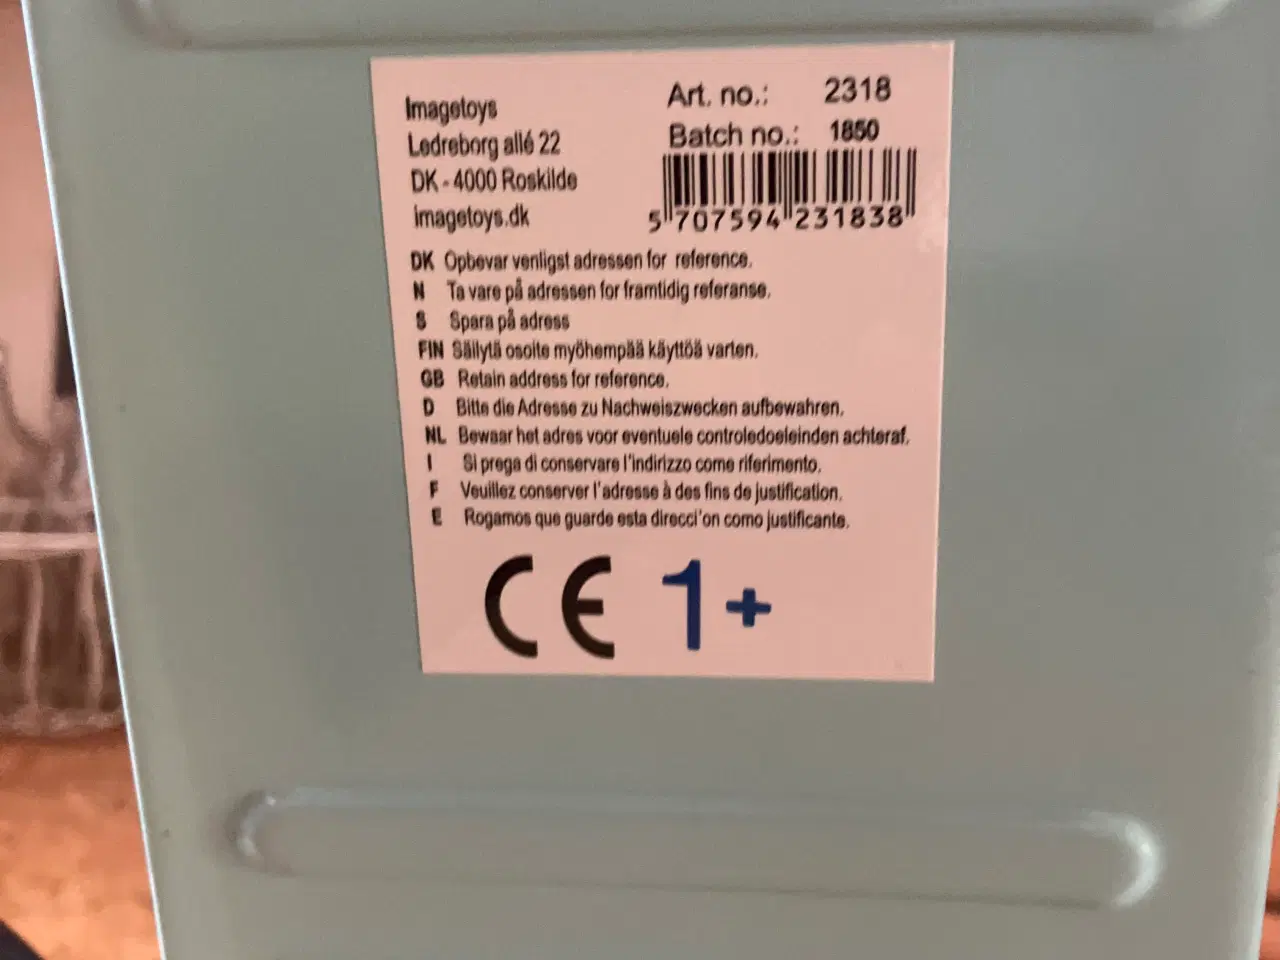 Imagetoys
Ledreborg allé 22
DK - 4000 Roskilde
imagetoys.dk
Art. no.: 2318
Batch no.: 1850
5 707594 231838
DK Opbevar venligst adressen for reference.
N Ta vare på adressen for framtidig referanse.
S Spara på adress
FIN Säilytä osoite myöhempää käyttöä varten.
GB Retain address for reference.
D Bitte die Adresse zu Nachweiszwecken aufbewahren.
NL Bewaar het adres voor eventuele controledoeleinden achteraf.
I Si prega di conservare l'indirizzo come riferimento.
F Veuillez conserver l'adresse à des fins de justification.
E Rogamos que guarde esta direcci'on como justificante.
CE 1+